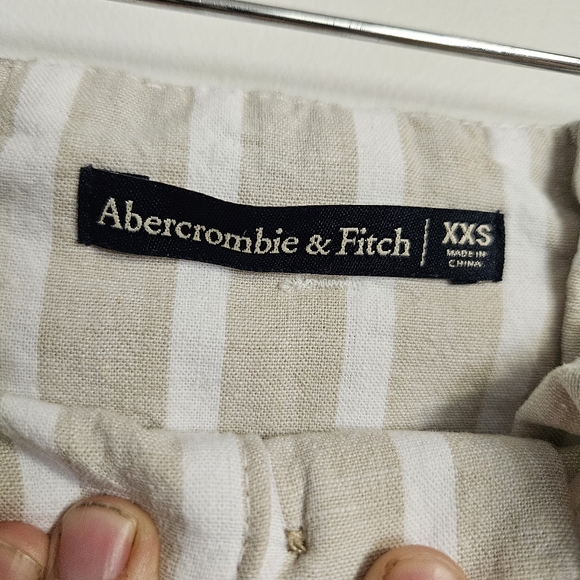 Abercrombie & Fitch | XXS
MADE IN
CHINA